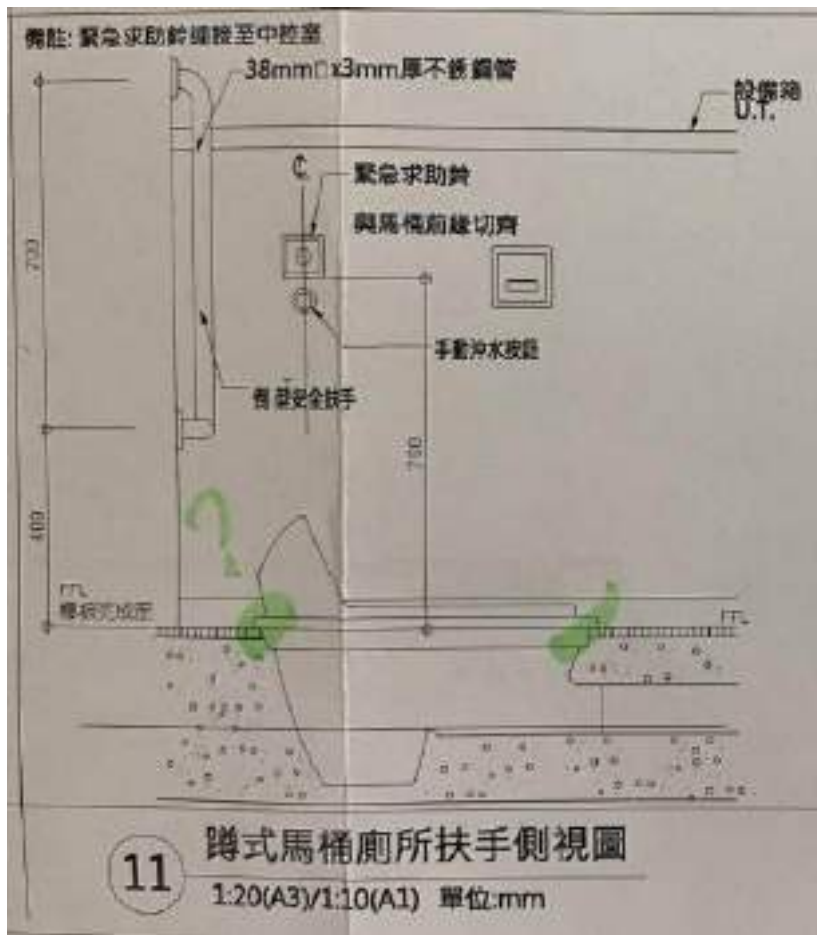 備註: 緊急求助鈴連接至中控室
38mm□x3mm厚不銹鋼管
設備箱
U.T.
℄
緊急求助鈴
與馬桶前緣切齊
700
手動沖水按鈕
側牆安全扶手
760
400
FFL
樓板完成面
FFL
?
11
蹲式馬桶廁所扶手側視圖
1:20(A3)/1:10(A1) 單位:mm